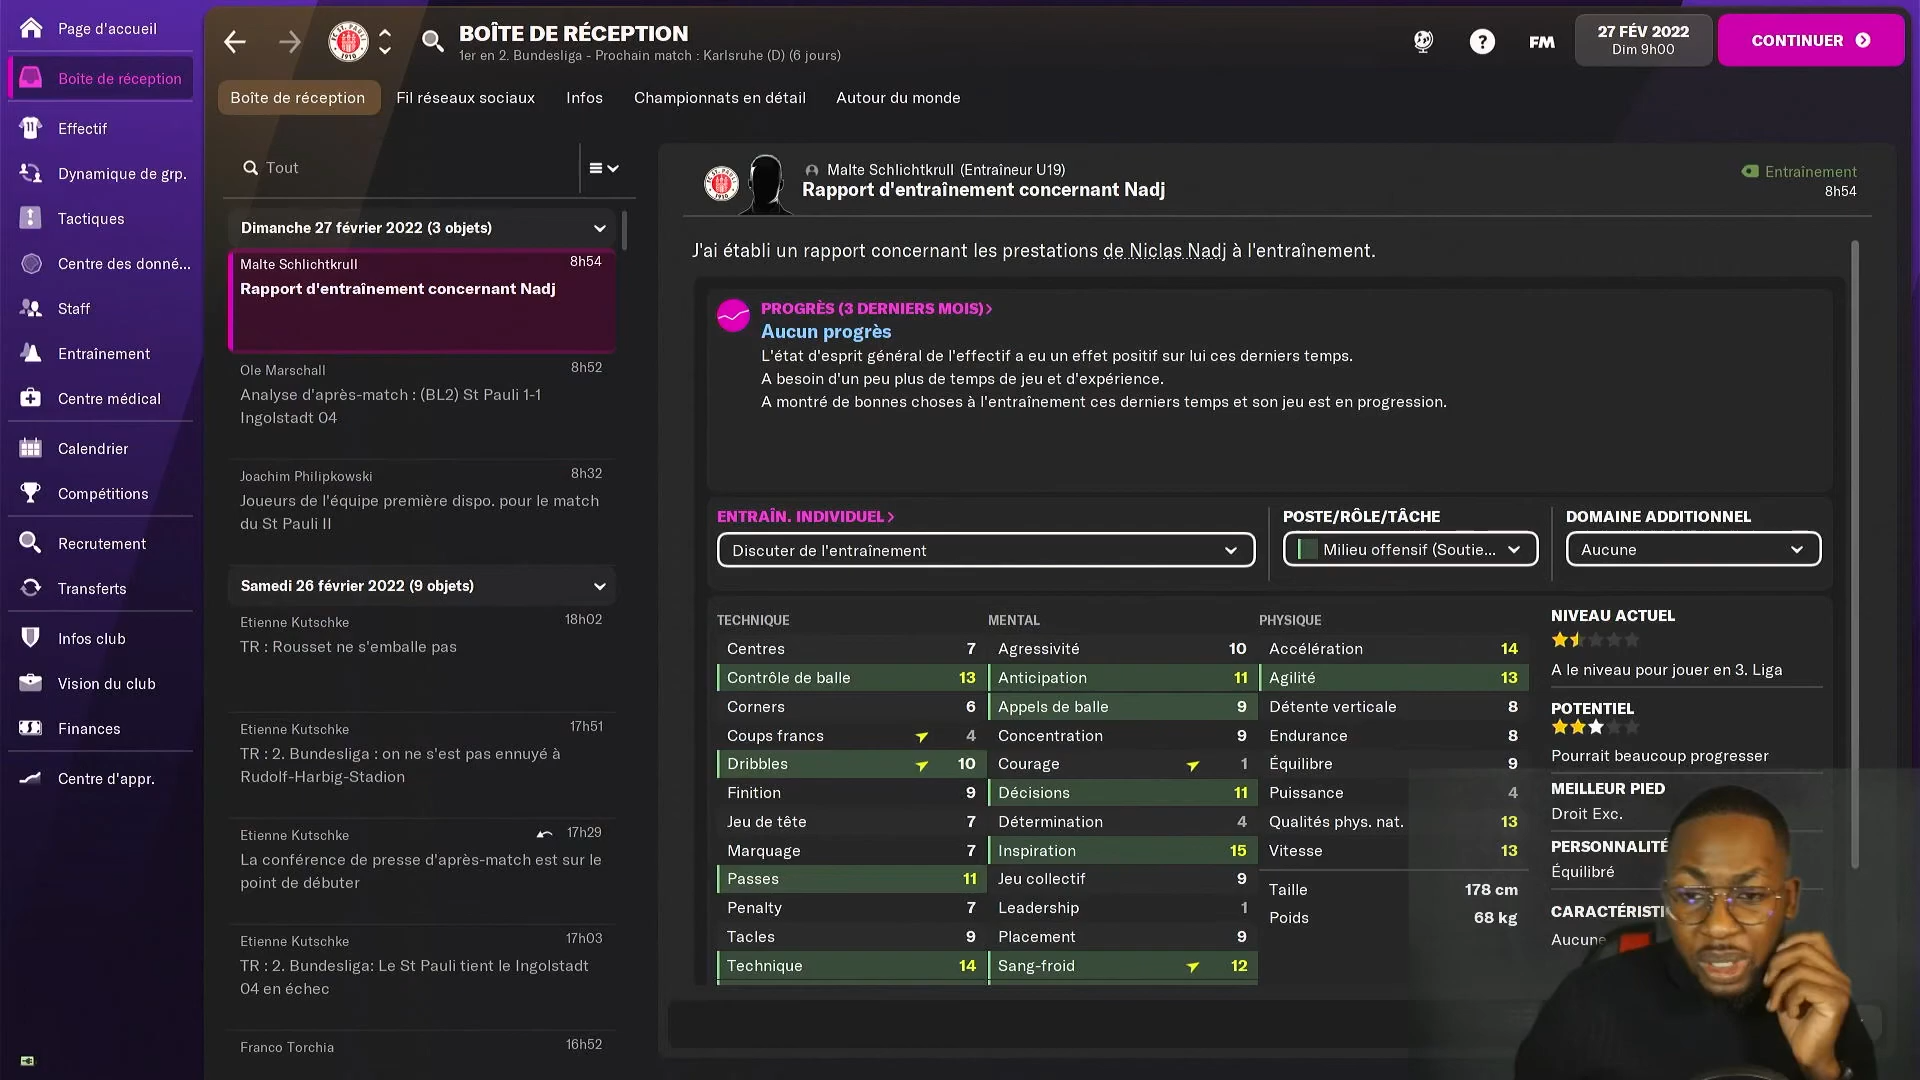 Page d'accueil
Boîte de réception
Effectif
Dynamique de grp.
Tactiques
Centre des donné...
Staff
Entraînement
Centre médical
Calendrier
Compétitions
Recrutement
Transferts
Infos club
Vision du club
Finances
Centre d'appr.
BOÎTE DE RÉCEPTION
1er en 2. Bundesliga - Prochain match : Karlsruhe (D) (6 jours)
FM
27 FÉV 2022
Dim 9h00
CONTINUER
Boîte de réception
Fil réseaux sociaux
Infos
Championnats en détail
Autour du monde
Tout
Dimanche 27 février 2022 (3 objets)
Malte Schlichtkrull 8h54
Rapport d'entraînement concernant Nadj
Ole Marschall 8h52
Analyse d'après-match : (BL2) St Pauli 1-1
Ingolstadt 04
Joachim Philipkowski 8h32
Joueurs de l'équipe première dispo. pour le match
du St Pauli II
Samedi 26 février 2022 (9 objets)
Etienne Kutschke 18h02
TR : Rousset ne s'emballe pas
Etienne Kutschke 17h51
TR : 2. Bundesliga : on ne s'est pas ennuyé à
Rudolf-Harbig-Stadion
Etienne Kutschke 17h29
La conférence de presse d'après-match est sur le
point de débuter
Etienne Kutschke 17h03
TR : 2. Bundesliga: Le St Pauli tient le Ingolstadt
04 en échec
Franco Torchia 16h52
Malte Schlichtkrull (Entraîneur U19)
Rapport d'entraînement concernant Nadj
Entraînement
8h54
J'ai établi un rapport concernant les prestations de Niclas Nadj à l'entraînement.
PROGRÈS (3 DERNIERS MOIS)
Aucun progrès
L'état d'esprit général de l'effectif a eu un effet positif sur lui ces derniers temps.
A besoin d'un peu plus de temps de jeu et d'expérience.
A montré de bonnes choses à l'entraînement ces derniers temps et son jeu est en progression.
ENTRAÎN. INDIVIDUEL
Discuter de l'entraînement
POSTE/RÔLE/TÂCHE
Milieu offensif (Soutie...
DOMAINE ADDITIONNEL
Aucune
TECHNIQUE
Centres 7
Contrôle de balle 13
Corners 6
Coups francs 4
Dribbles 10
Finition 9
Jeu de tête 7
Marquage 7
Passes 11
Penalty 7
Tacles 9
Technique 14
MENTAL
Agressivité 10
Anticipation 11
Appels de balle 9
Concentration 9
Courage 1
Décisions 11
Détermination 4
Inspiration 15
Jeu collectif 9
Leadership 1
Placement 9
Sang-froid 12
PHYSIQUE
Accélération 14
Agilité 13
Détente verticale 8
Endurance 8
Équilibre 9
Puissance 4
Qualités phys. nat. 13
Vitesse 13
Taille 178 cm
Poids 68 kg
NIVEAU ACTUEL
A le niveau pour jouer en 3. Liga
POTENTIEL
Pourrait beaucoup progresser
MEILLEUR PIED
Droit Exc.
PERSONNALITÉ
Équilibré
CARACTÉRISTI
Aucune